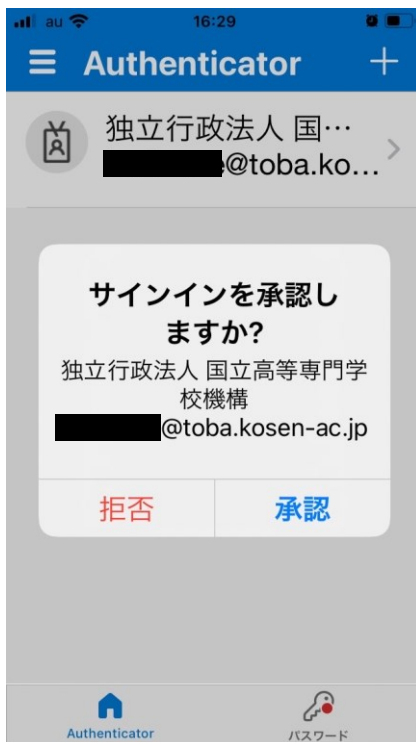 au 16:29
Authenticator
独立行政法人 国…
@toba.ko...
サインインを承認し
ますか?
独立行政法人 国立高等専門学
校機構
@toba.kosen-ac.jp
拒否 承認
Authenticator パスワード